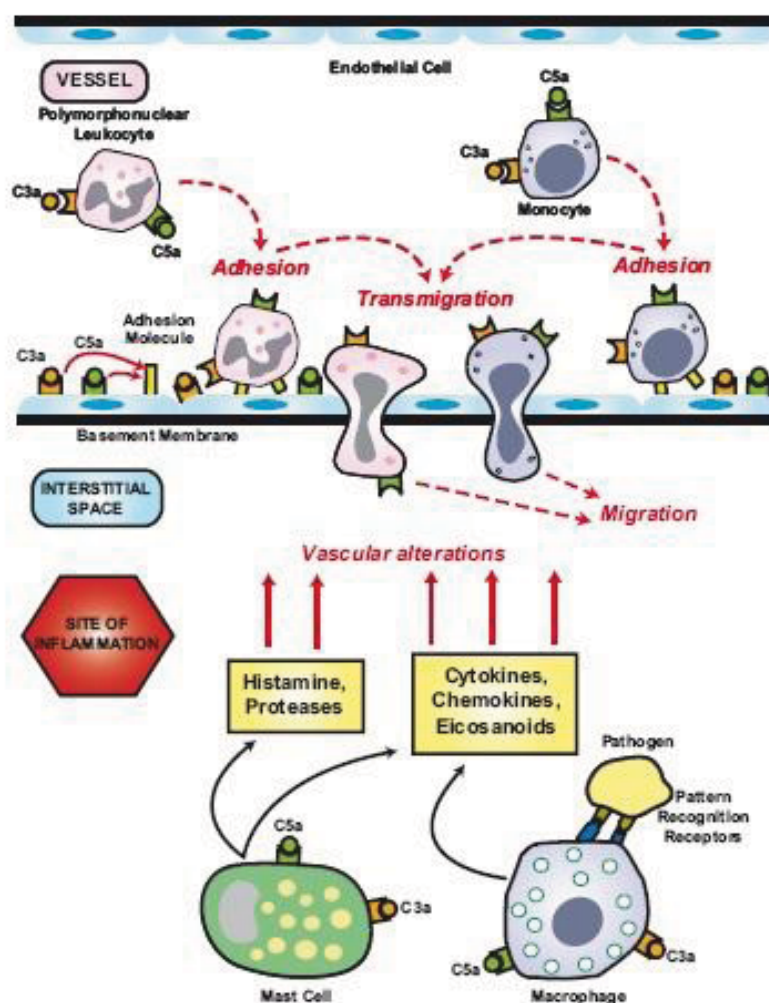 Endothelial Cell
VESSEL
Polymorphonuclear
Leukocyte
C3a
C5a
C5a
C3a
Monocyte
Adhesion
Adhesion
Transmigration
Adhesion
Molecule
C3a
C5a
Basement Membrane
INTERSTITIAL
SPACE
Migration
Vascular alterations
SITE OF
INFLAMMATION
Histamine,
Proteases
Cytokines,
Chemokines,
Eicosanoids
Pathogen
Pattern
Recognition
Receptors
C5a
C3a
Mast Cell
C5a
C3a
Macrophage